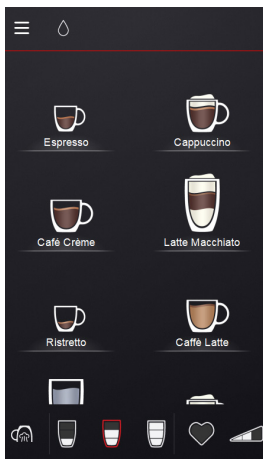 Espresso
Cappuccino
Café Crème
Latte Macchiato
Ristretto
Caffè Latte